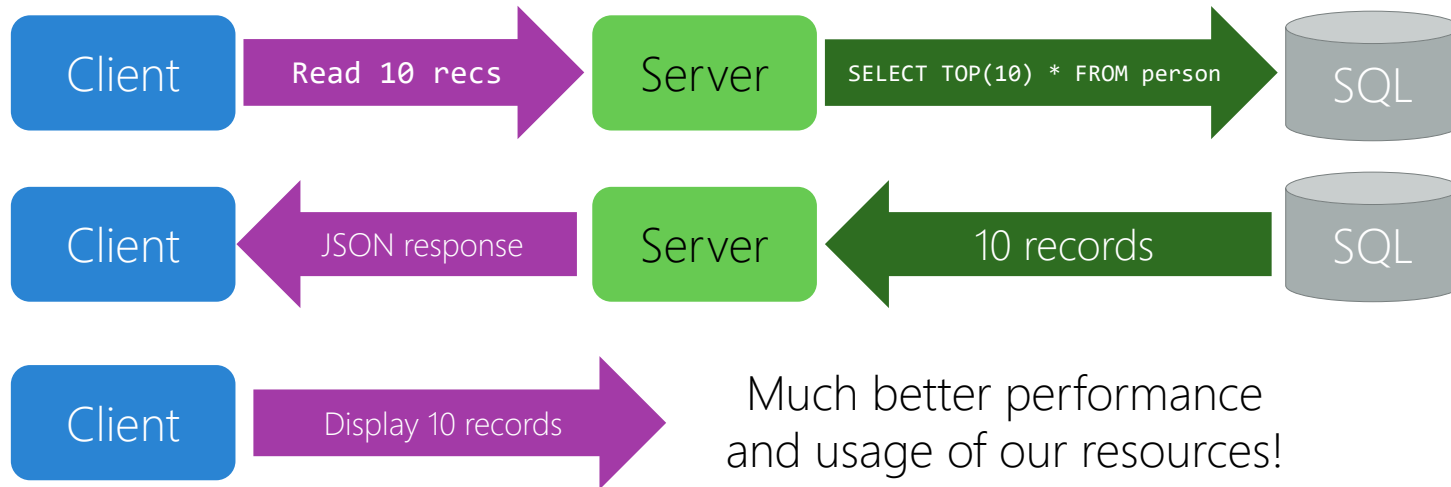 Client
Read 10 recs
Server
SELECT TOP(10) * FROM person
SQL
Client
JSON response
Server
10 records
SQL
Client
Display 10 records
Much better performance
and usage of our resources!